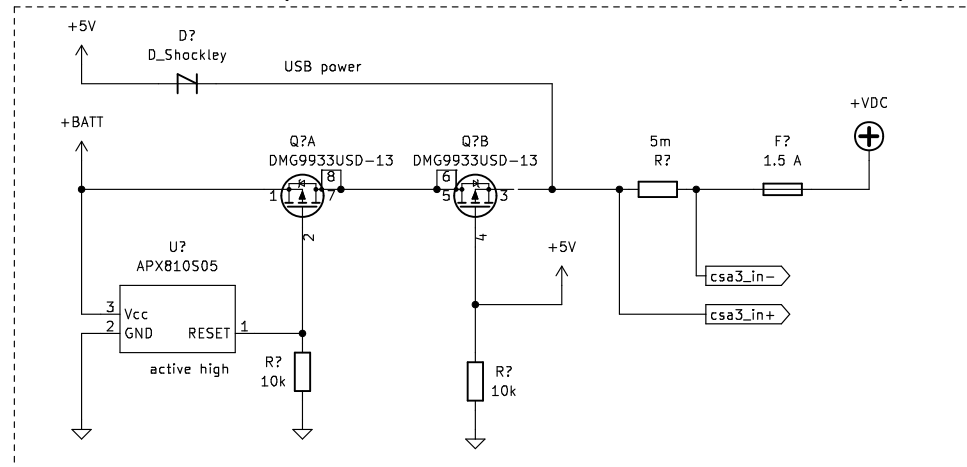 +5V
D?
D_Shockley
USB power
+BATT
+VDC
Q?A
DMG9933USD-13
Q?B
DMG9933USD-13
5m
R?
F?
1.5 A
8
6
1
7
5
3
2
4
U?
APX810S05
+5V
3
Vcc
2
GND
RESET
1
active high
csa3_in-
csa3_in+
R?
10k
R?
10k